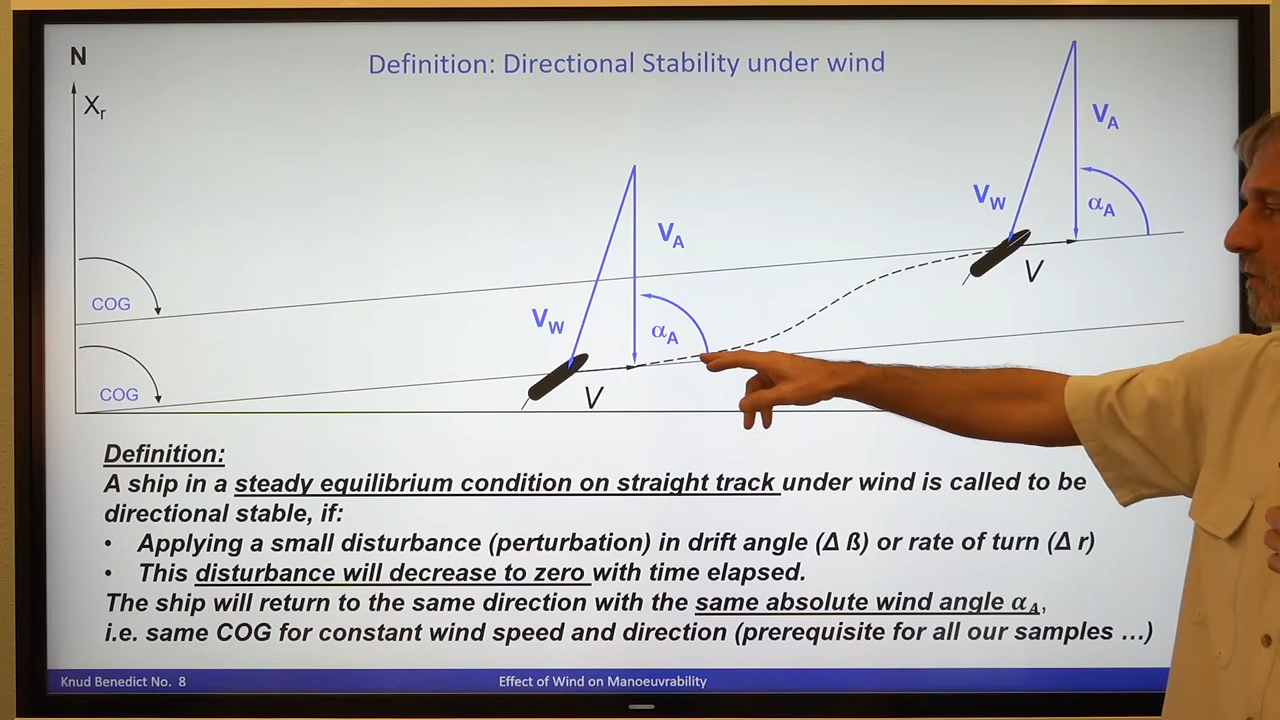 N
Definition: Directional Stability under wind
Xr
VA
VW
αA
V
VA
VW
αA
V
COG
COG
Definition:
A ship in a steady equilibrium condition on straight track under wind is called to be
directional stable, if:
• Applying a small disturbance (perturbation) in drift angle (Δ ß) or rate of turn (Δ r)
• This disturbance will decrease to zero with time elapsed.
The ship will return to the same direction with the same absolute wind angle αA,
i.e. same COG for constant wind speed and direction (prerequisite for all our samples …)
Knud Benedict No. 8
Effect of Wind on Manoeuvrability